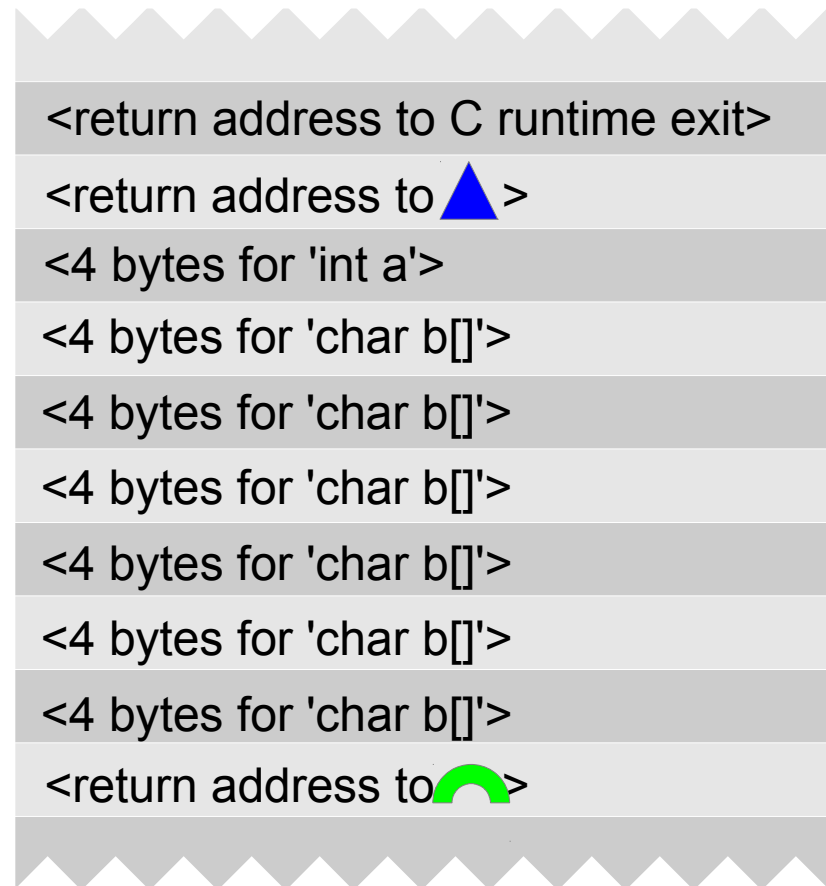 <return address to C runtime exit>
<return address to >
<4 bytes for 'int a'>
<4 bytes for 'char b[]'>
<4 bytes for 'char b[]'>
<4 bytes for 'char b[]'>
<4 bytes for 'char b[]'>
<4 bytes for 'char b[]'>
<4 bytes for 'char b[]'>
<return address to >